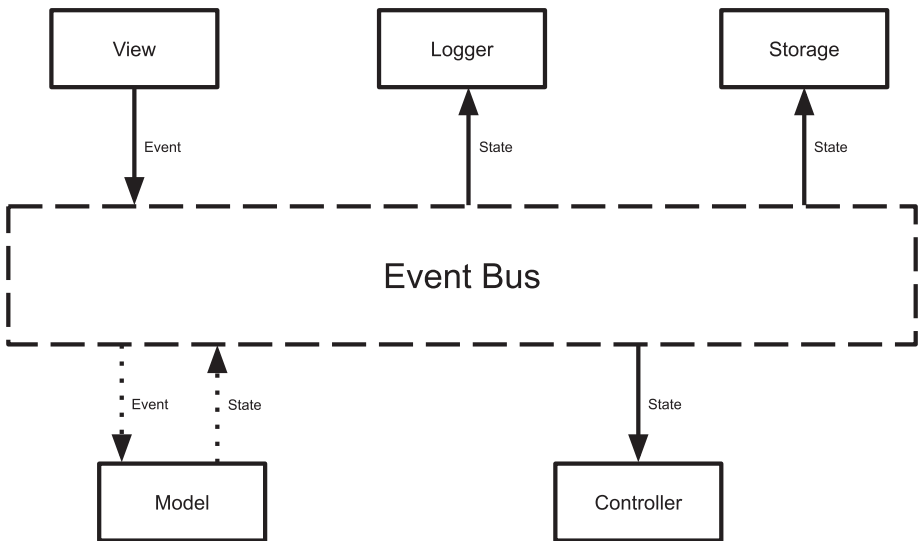 View
Logger
Storage
Event
State
State
Event Bus
Event
State
State
Model
Controller